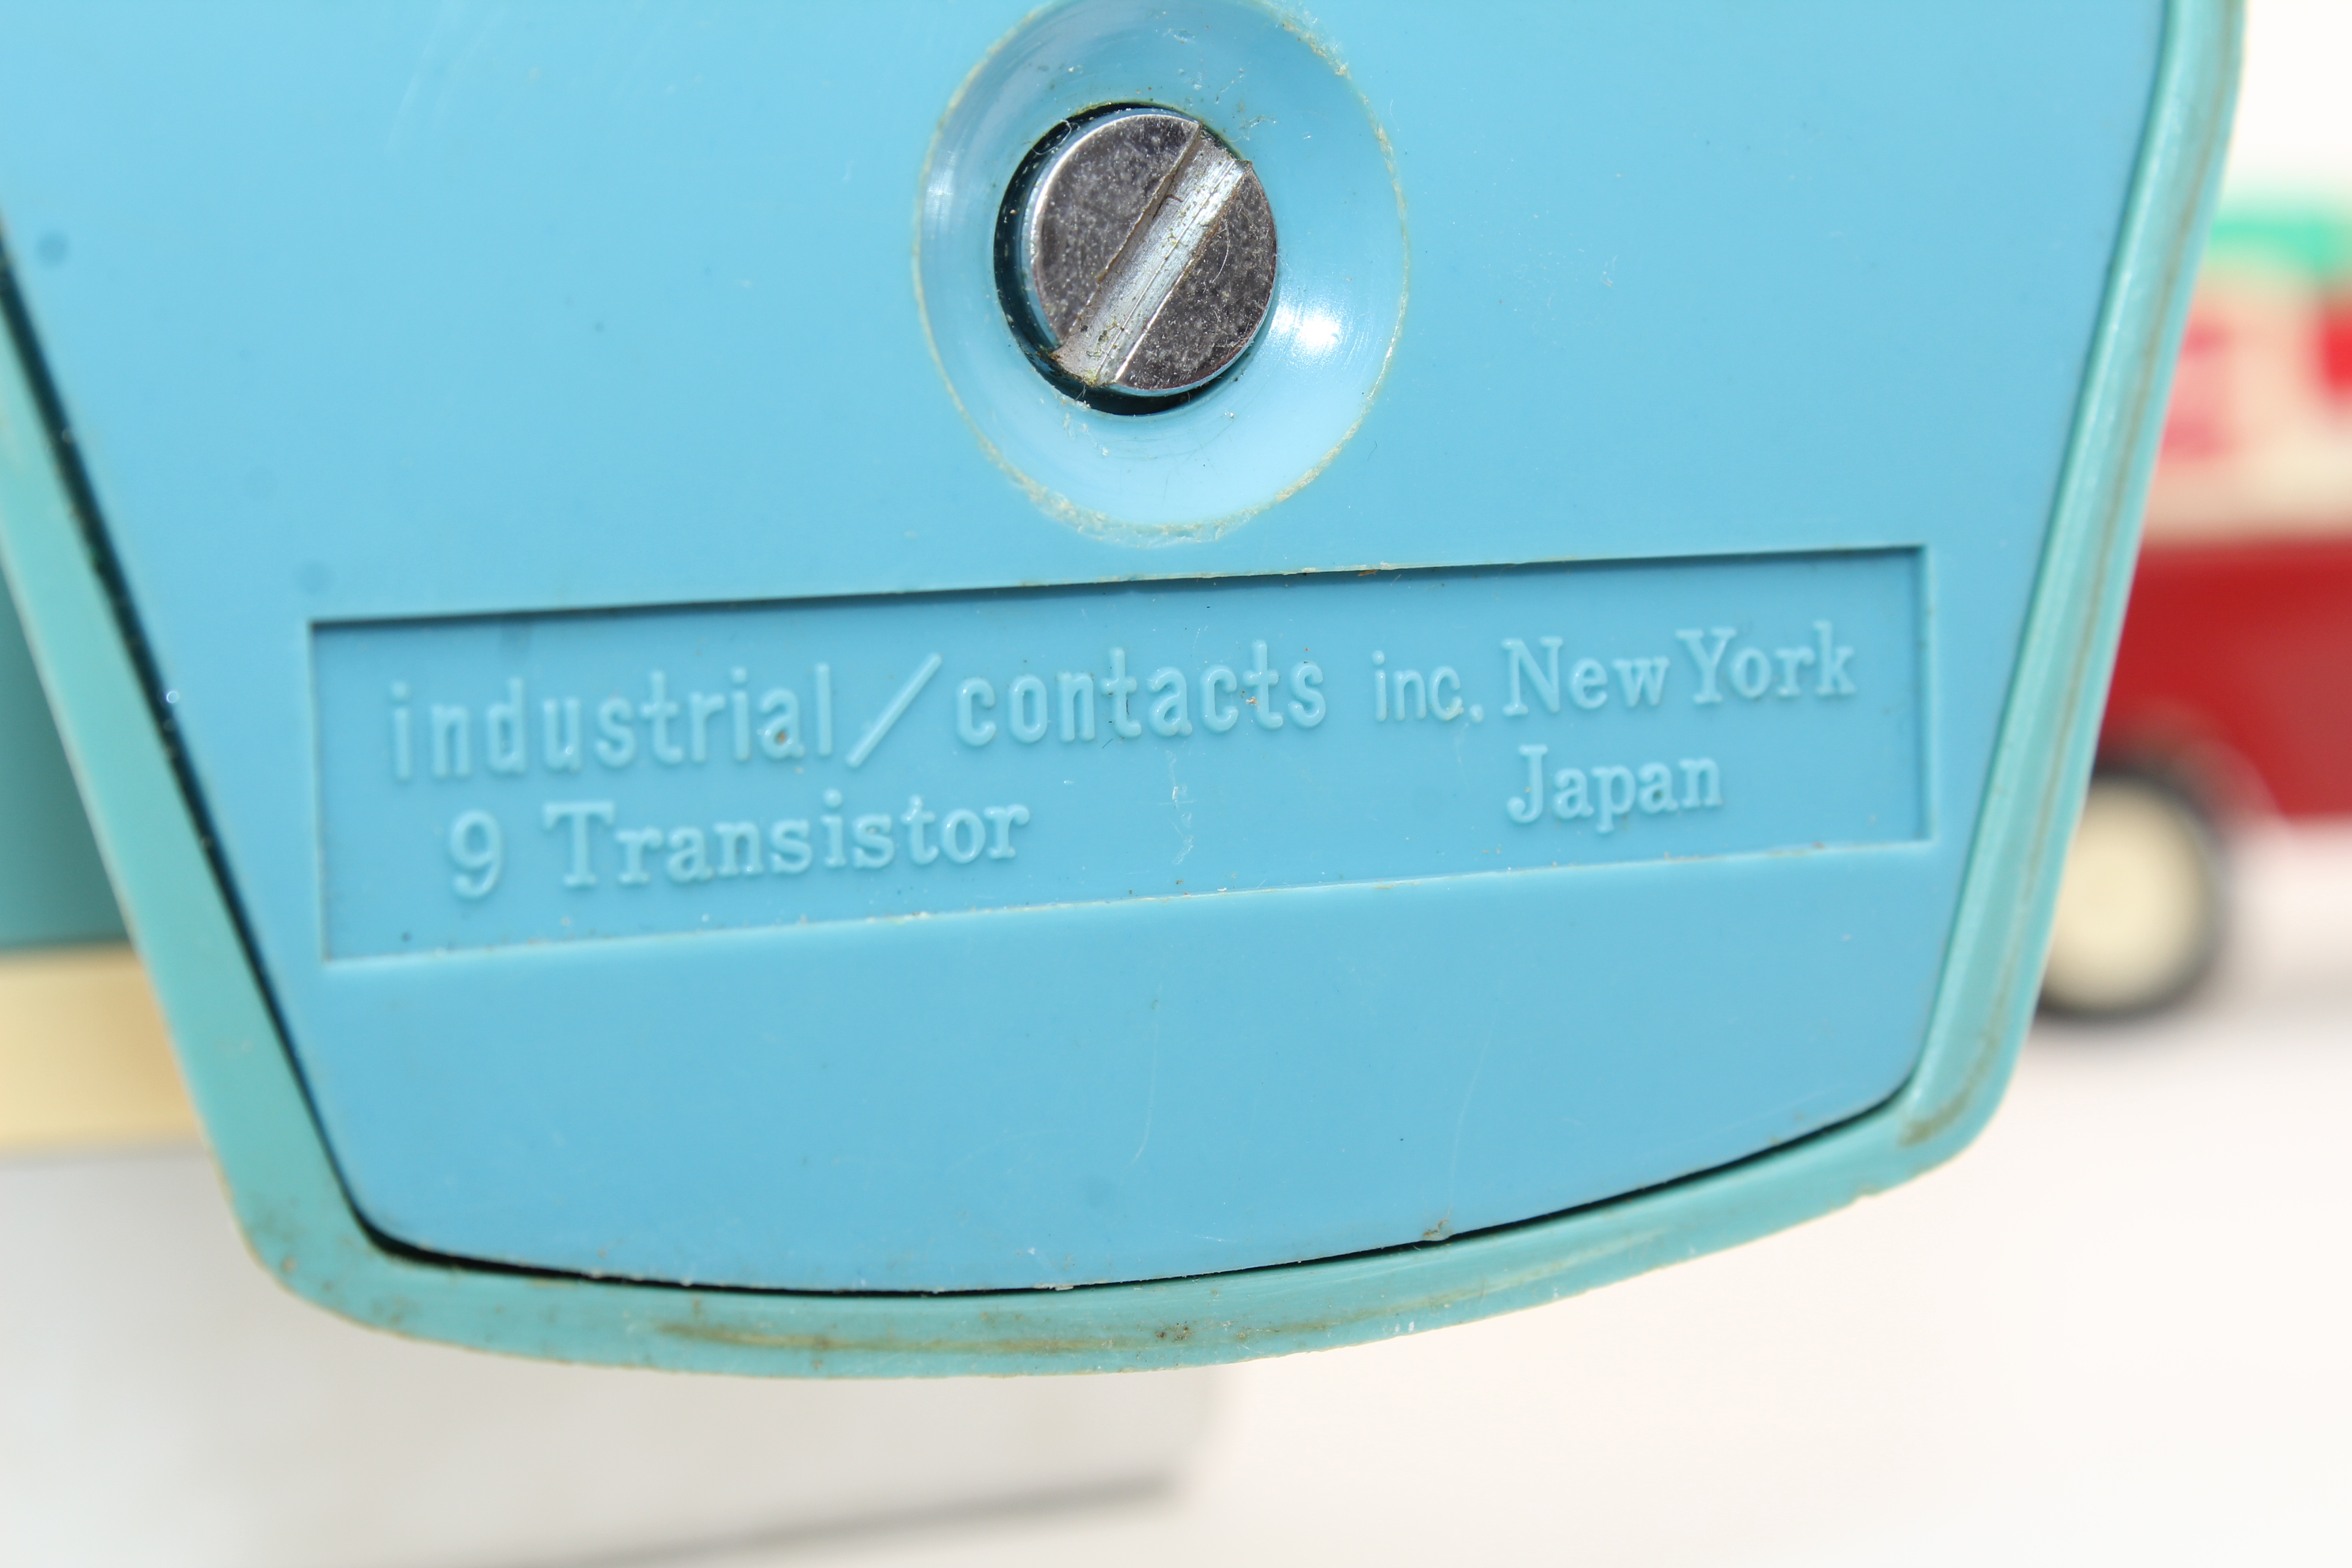 industrial/contacts inc. New York
9 Transistor Japan